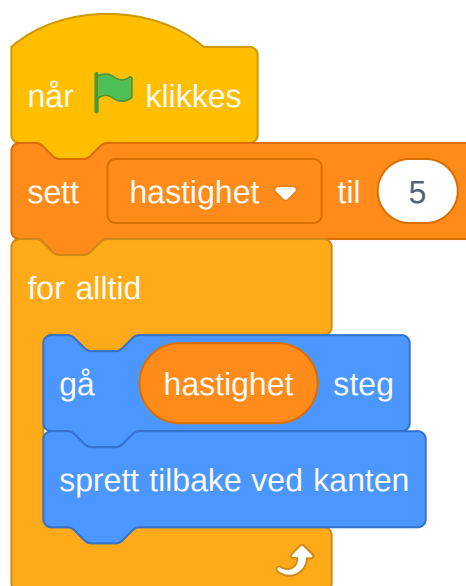 når klikkes
sett hastighet til 5
for alltid
gå hastighet steg
sprett tilbake ved kanten